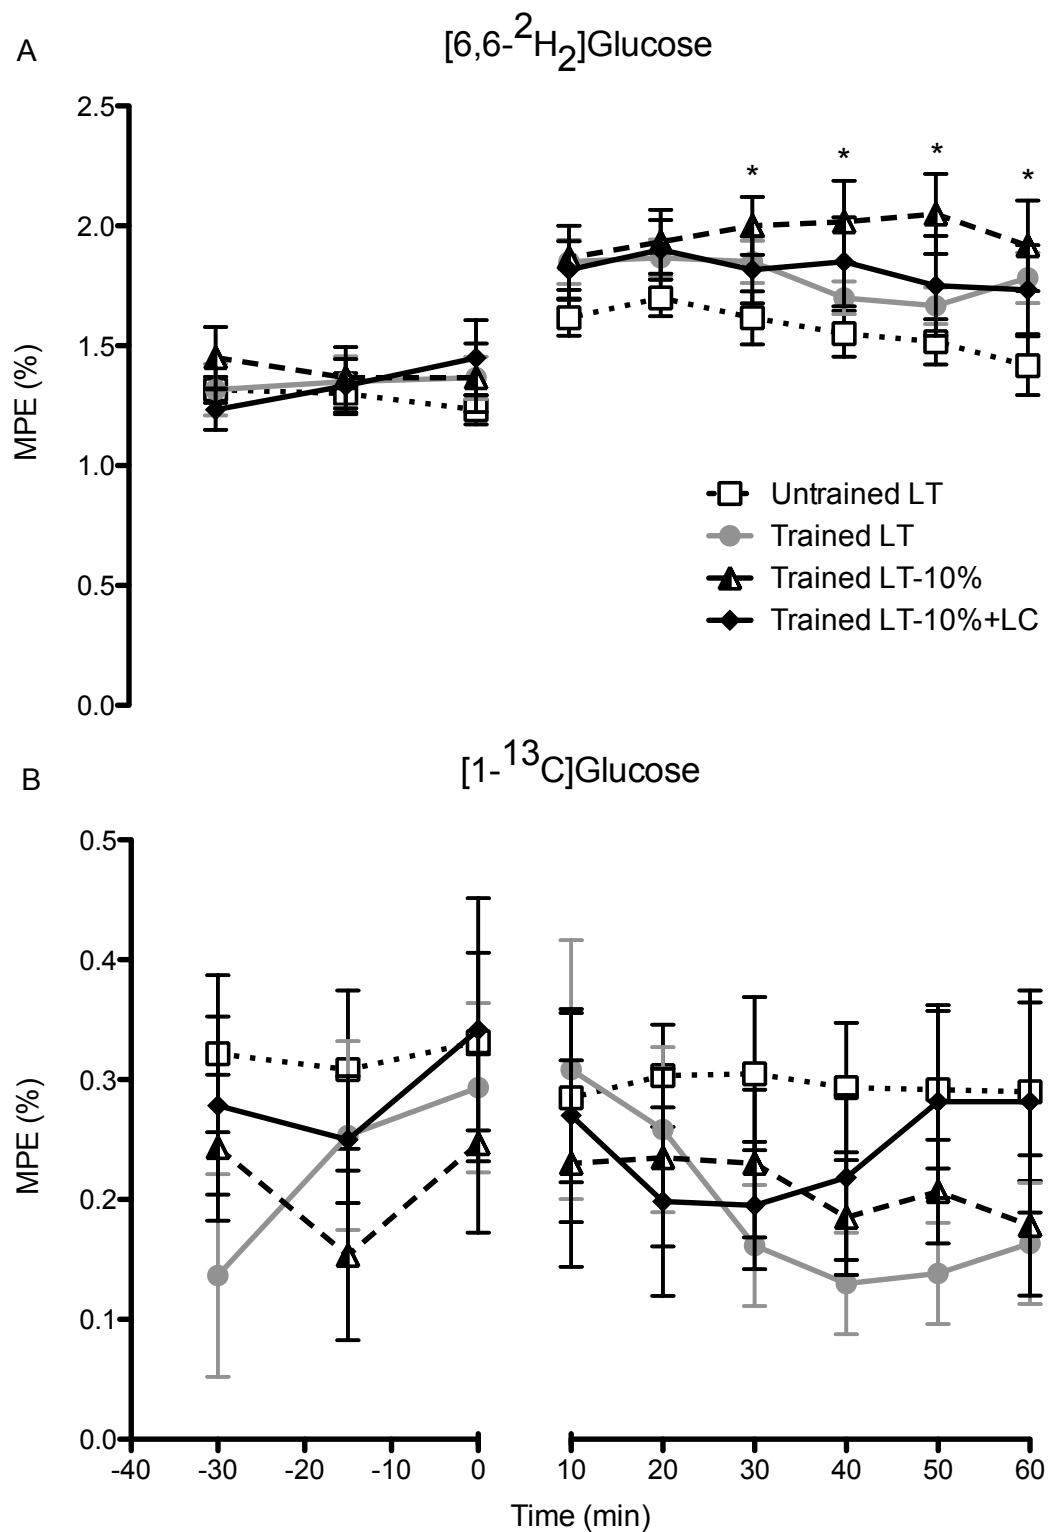 A
[6,6-²H₂]Glucose
2.5
* * * *
2.0
1.5
MPE (%)
1.0
Untrained LT
Trained LT
0.5
Trained LT-10%
Trained LT-10%+LC
0.0
B
[1-¹³C]Glucose
0.5
0.4
0.3
MPE (%)
0.2
0.1
0.0
-40 -30 -20 -10 0 10 20 30 40 50 60
Time (min)